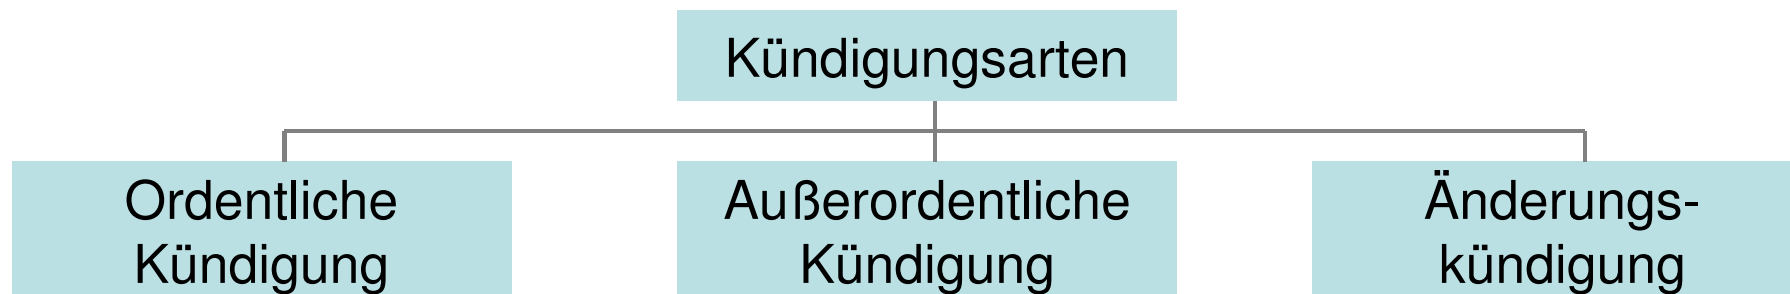 Kündigungsarten
Ordentliche
Kündigung
Außerordentliche
Kündigung
Änderungs-
kündigung